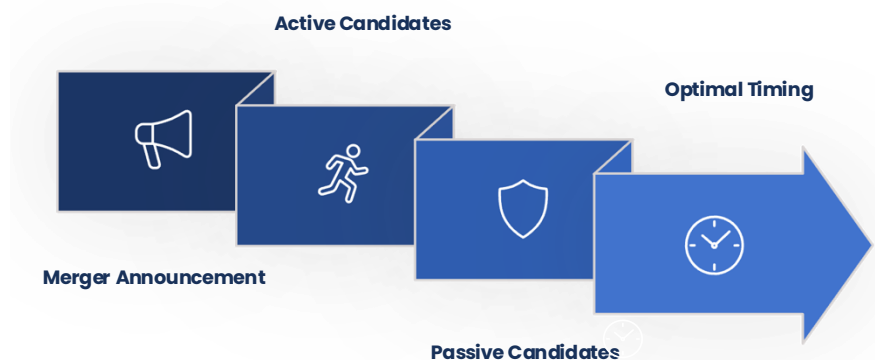 Active Candidates
Optimal Timing
Merger Announcement
Passive Candidates